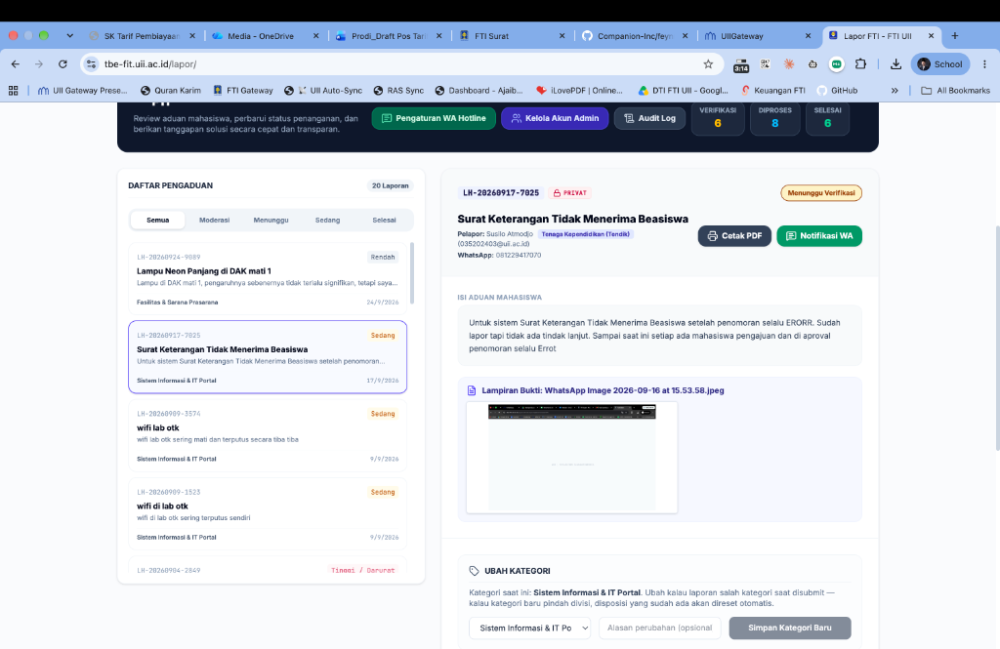 SK Tarif Pembiayaan
Media - OneDrive
Prodi_Draft Pos Tari
FTI Surat
Companion-Inc/feyn
UIIGateway
Lapor FTI - FTI UII
tbe-fit.uii.ac.id/lapor/
3:14
School
UII Gateway Prese...
Quran Karim
FTI Gateway
UII Auto-Sync
RAS Sync
Dashboard - Ajaib...
iLovePDF | Online...
DTI FTI UII - Googl...
Keuangan FTI
GitHub
All Bookmarks
Review aduan mahasiswa, perbarui status penanganan, dan
berikan tanggapan solusi secara cepat dan transparan.
Pengaturan WA Hotline
Kelola Akun Admin
Audit Log
VERIFIKASI
6
DIPROSES
8
SELESAI
6
DAFTAR PENGADUAN
20 Laporan
Semua
Moderasi
Menunggu
Sedang
Selesai
LH-20260924-9089
Rendah
Lampu Neon Panjang di DAK mati 1
Lampu di DAK mati 1, pengaruhnya sebenernya tidak terlalu signifikan, tetapi saya...
Fasilitas & Sarana Prasarana
24/9/2026
LH-20260917-7025
Sedang
Surat Keterangan Tidak Menerima Beasiswa
Untuk sistem Surat Keterangan Tidak Menerima Beasiswa setelah penomoran...
Sistem Informasi & IT Portal
17/9/2026
LH-20260909-3574
Sedang
wifi lab otk
wifi lab otk sering mati dan terputus secara tiba tiba
Sistem Informasi & IT Portal
9/9/2026
LH-20260909-1523
Sedang
wifi di lab otk
wifi di lab otk sering terputus sendiri
Sistem Informasi & IT Portal
9/9/2026
LH-20260904-2849
Tinggi / Darurat
LH-20260917-7025
PRIVAT
Menunggu Verifikasi
Surat Keterangan Tidak Menerima Beasiswa
Pelapor: Susilo Atmodjo
Tenaga Kependidikan (Tendik)
(035202403@uii.ac.id)
WhatsApp: 081229417070
Cetak PDF
Notifikasi WA
ISI ADUAN MAHASISWA
Untuk sistem Surat Keterangan Tidak Menerima Beasiswa setelah penomoran selalu ERORR. Sudah
lapor tapi tidak ada tindak lanjut. Sampai saat ini setiap ada mahasiswa pengajuan dan di aproval
penomoran selalu Errot
Lampiran Bukti: WhatsApp Image 2026-09-16 at 15.53.58.jpeg
UBAH KATEGORI
Kategori saat ini: Sistem Informasi & IT Portal. Ubah kalau laporan salah kategori saat disubmit —
kalau kategori baru pindah divisi, disposisi yang sudah ada akan direset otomatis.
Sistem Informasi & IT Po
Alasan perubahan (opsional
Simpan Kategori Baru